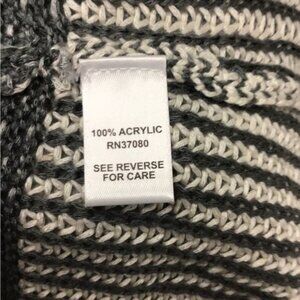 100% ACRYLIC
RN37080
SEE REVERSE
FOR CARE